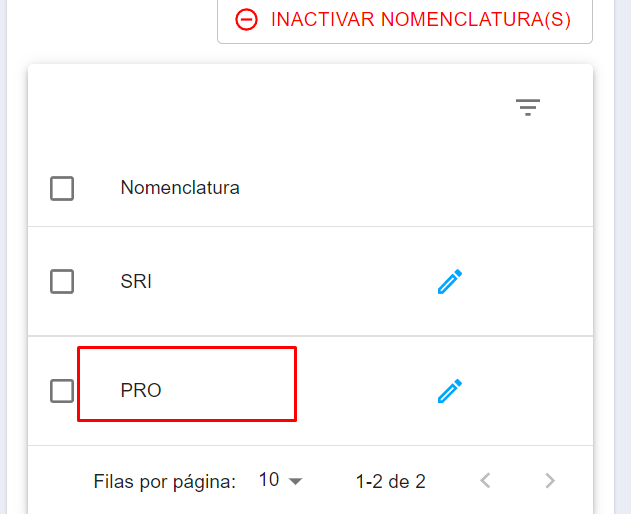 INACTIVAR NOMENCLATURA(S)
Nomenclatura
SRI
PRO
Filas por página: 10 1-2 de 2